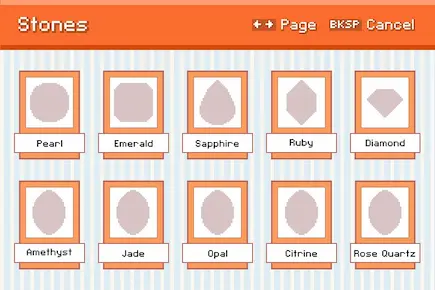 Stones
←→ Page BKSP Cancel
Pearl
Emerald
Sapphire
Ruby
Diamond
Amethyst
Jade
Opal
Citrine
Rose Quartz